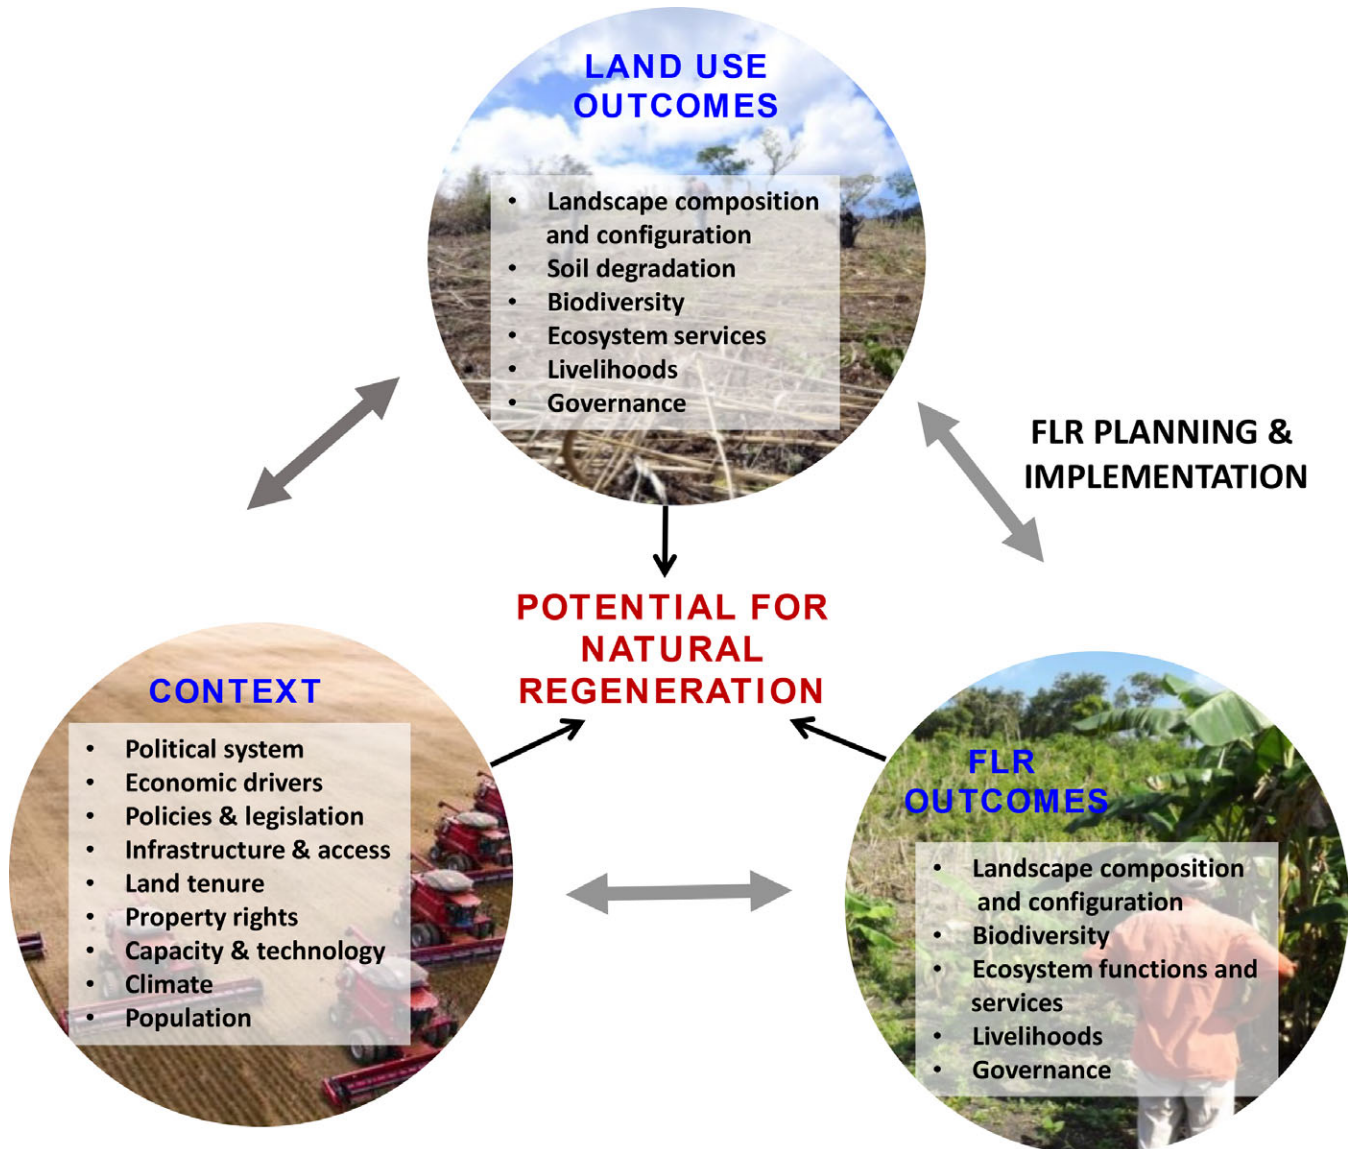 LAND USE
OUTCOMES
• Landscape composition
and configuration
• Soil degradation
• Biodiversity
• Ecosystem services
• Livelihoods
• Governance
FLR PLANNING &
IMPLEMENTATION
POTENTIAL FOR
NATURAL
REGENERATION
CONTEXT
• Political system
• Economic drivers
• Policies & legislation
• Infrastructure & access
• Land tenure
• Property rights
• Capacity & technology
• Climate
• Population
FLR
OUTCOMES
• Landscape composition
and configuration
• Biodiversity
• Ecosystem functions and
services
• Livelihoods
• Governance